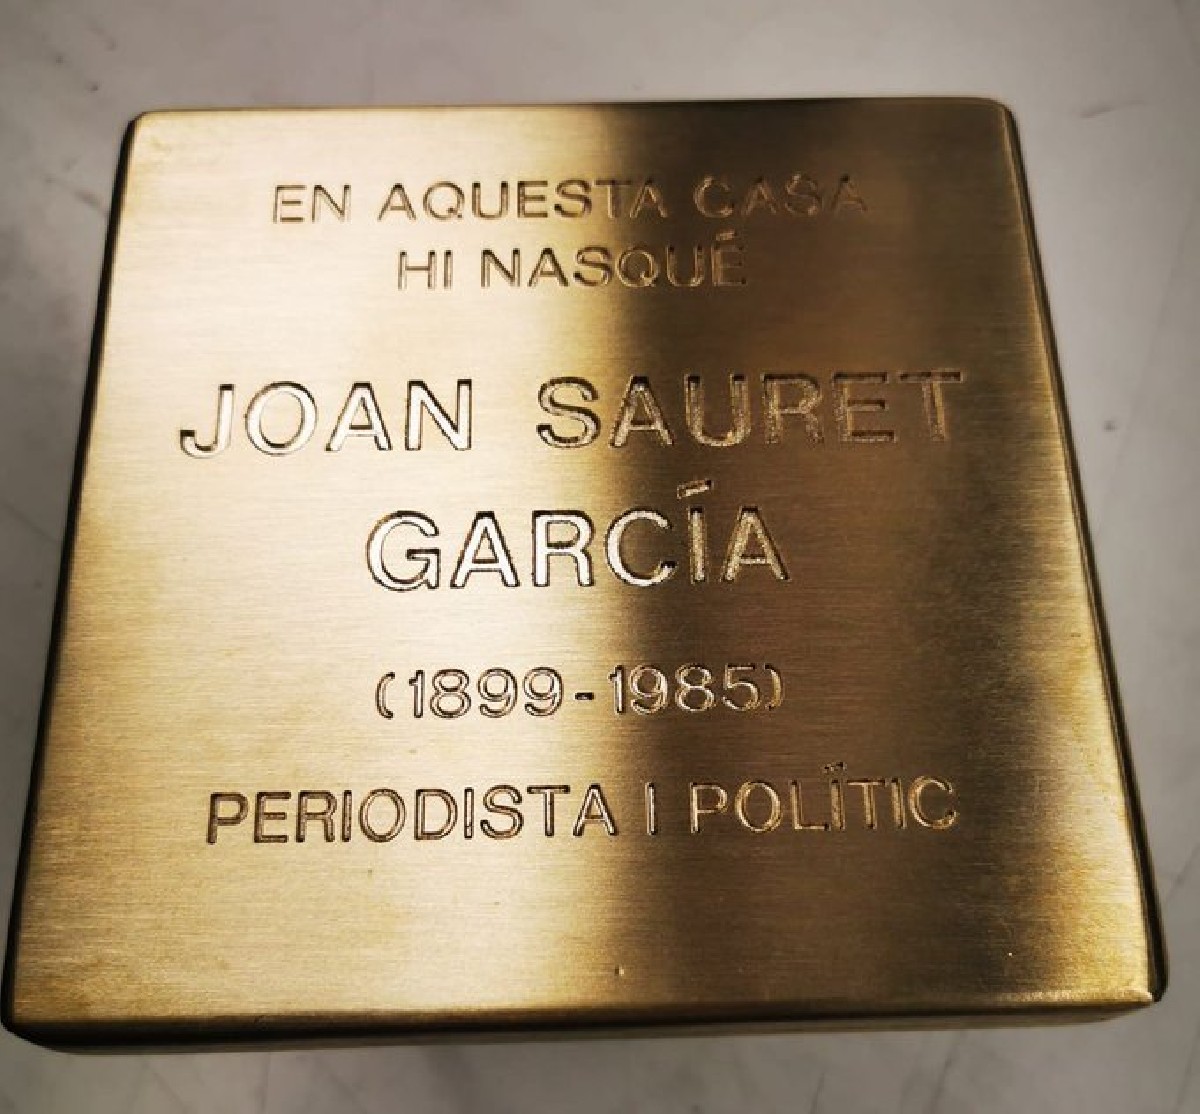 EN AQUESTA CASA
HI NASQUÉ
JOAN SAURET
GARCÍA
(1899-1985)
PERIODISTA I POLÍTIC